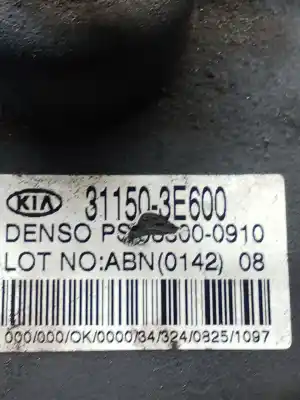 KIA 31150-3E600
DENSO PS 00-0910
LOT NO:ABN(0142) 08
000/000/OK/0000/34/324/0825/1097